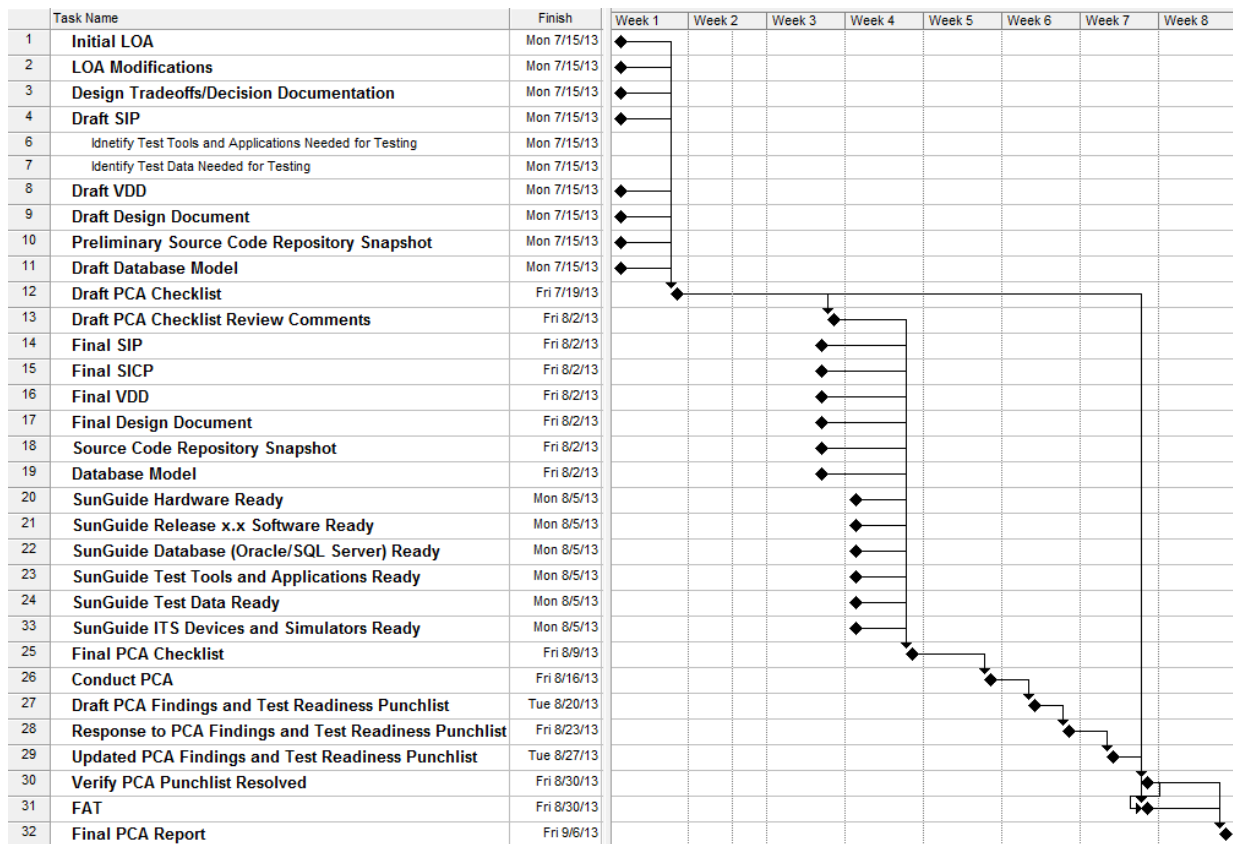 Task Name Finish Week 1 Week 2 Week 3 Week 4 Week 5 Week 6 Week 7 Week 8
1 Initial LOA Mon 7/15/13
2 LOA Modifications Mon 7/15/13
3 Design Tradeoffs/Decision Documentation Mon 7/15/13
4 Draft SIP Mon 7/15/13
6 Idnetify Test Tools and Applications Needed for Testing Mon 7/15/13
7 Identify Test Data Needed for Testing Mon 7/15/13
8 Draft VDD Mon 7/15/13
9 Draft Design Document Mon 7/15/13
10 Preliminary Source Code Repository Snapshot Mon 7/15/13
11 Draft Database Model Mon 7/15/13
12 Draft PCA Checklist Fri 7/19/13
13 Draft PCA Checklist Review Comments Fri 8/2/13
14 Final SIP Fri 8/2/13
15 Final SICP Fri 8/2/13
16 Final VDD Fri 8/2/13
17 Final Design Document Fri 8/2/13
18 Source Code Repository Snapshot Fri 8/2/13
19 Database Model Fri 8/2/13
20 SunGuide Hardware Ready Mon 8/5/13
21 SunGuide Release x.x Software Ready Mon 8/5/13
22 SunGuide Database (Oracle/SQL Server) Ready Mon 8/5/13
23 SunGuide Test Tools and Applications Ready Mon 8/5/13
24 SunGuide Test Data Ready Mon 8/5/13
33 SunGuide ITS Devices and Simulators Ready Mon 8/5/13
25 Final PCA Checklist Fri 8/9/13
26 Conduct PCA Fri 8/16/13
27 Draft PCA Findings and Test Readiness Punchlist Tue 8/20/13
28 Response to PCA Findings and Test Readiness Punchlist Fri 8/23/13
29 Updated PCA Findings and Test Readiness Punchlist Tue 8/27/13
30 Verify PCA Punchlist Resolved Fri 8/30/13
31 FAT Fri 8/30/13
32 Final PCA Report Fri 9/6/13